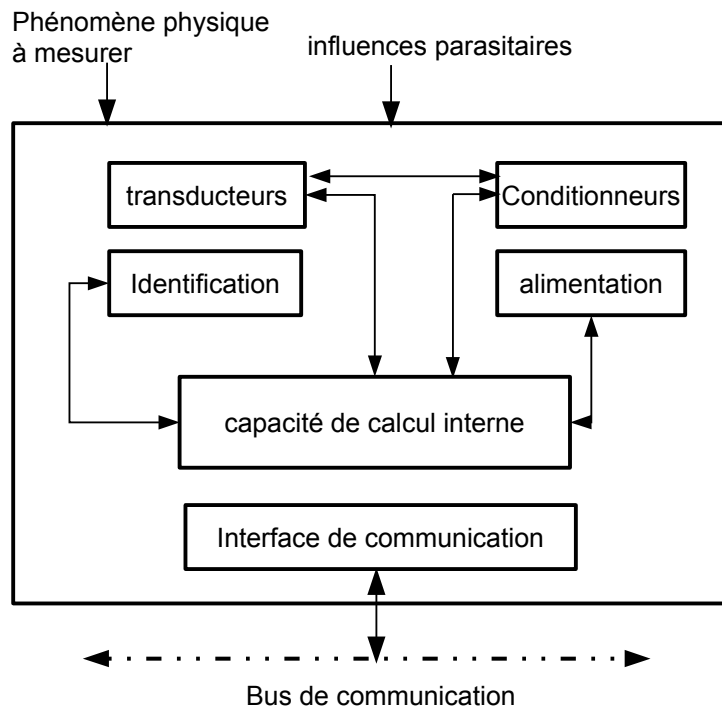 Phénomène physique
à mesurer
influences parasitaires
transducteurs
Conditionneurs
Identification
alimentation
capacité de calcul interne
Interface de communication
Bus de communication